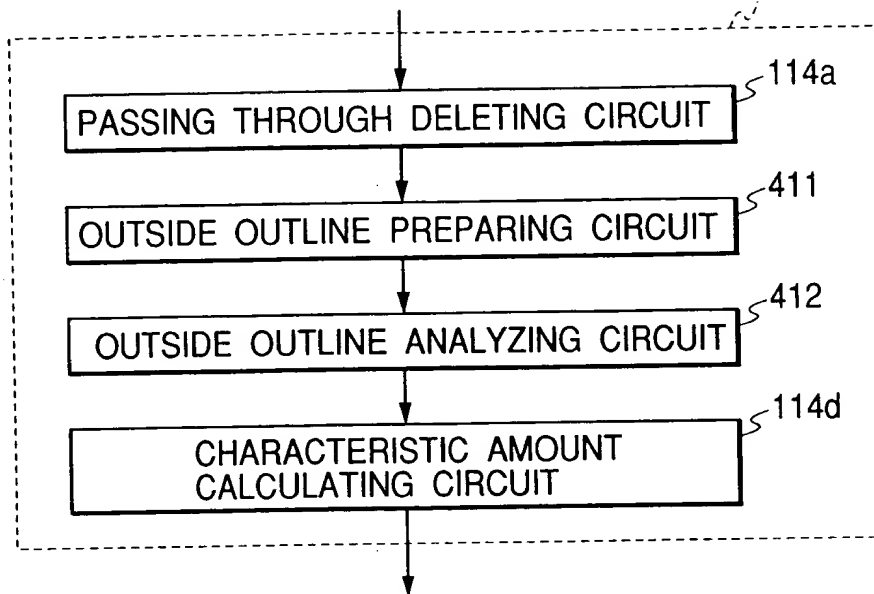 114a
PASSING THROUGH DELETING CIRCUIT
411
OUTSIDE OUTLINE PREPARING CIRCUIT
412
OUTSIDE OUTLINE ANALYZING CIRCUIT
114d
CHARACTERISTIC AMOUNT
CALCULATING CIRCUIT